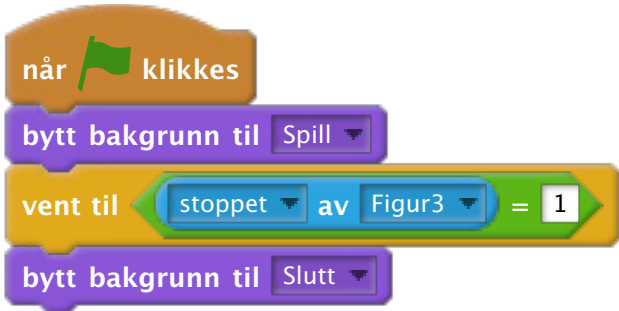 når klikkes
bytt bakgrunn til Spill
vent til stoppet av Figur3 = 1
bytt bakgrunn til Slutt